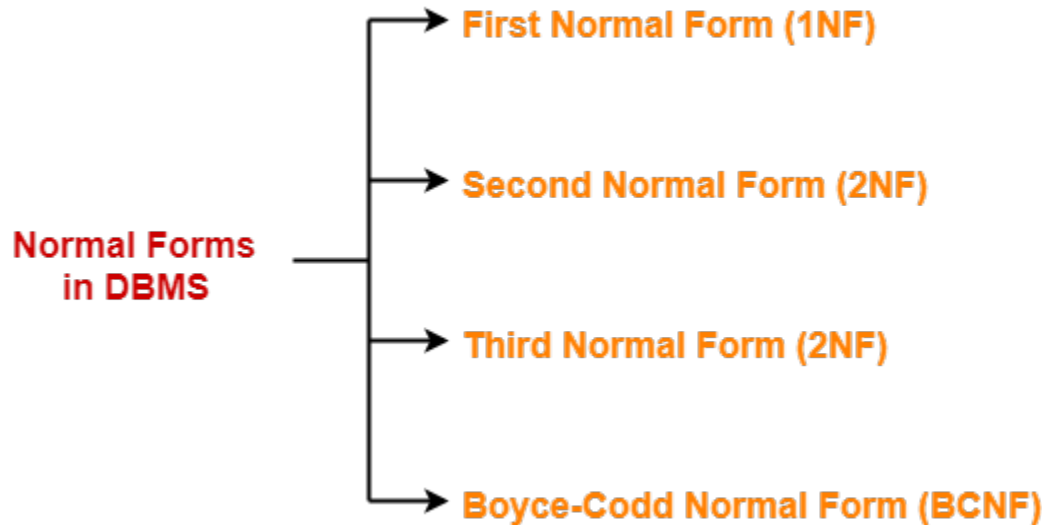 First Normal Form (1NF)
Second Normal Form (2NF)
Normal Forms
in DBMS
Third Normal Form (2NF)
Boyce-Codd Normal Form (BCNF)